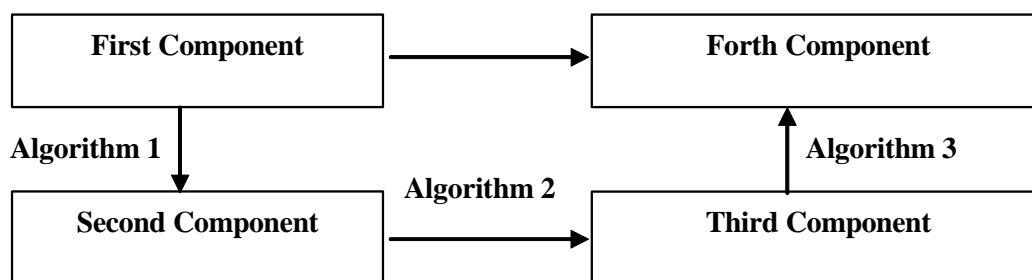 First Component
Forth Component
Algorithm 1
Algorithm 3
Algorithm 2
Second Component
Third Component